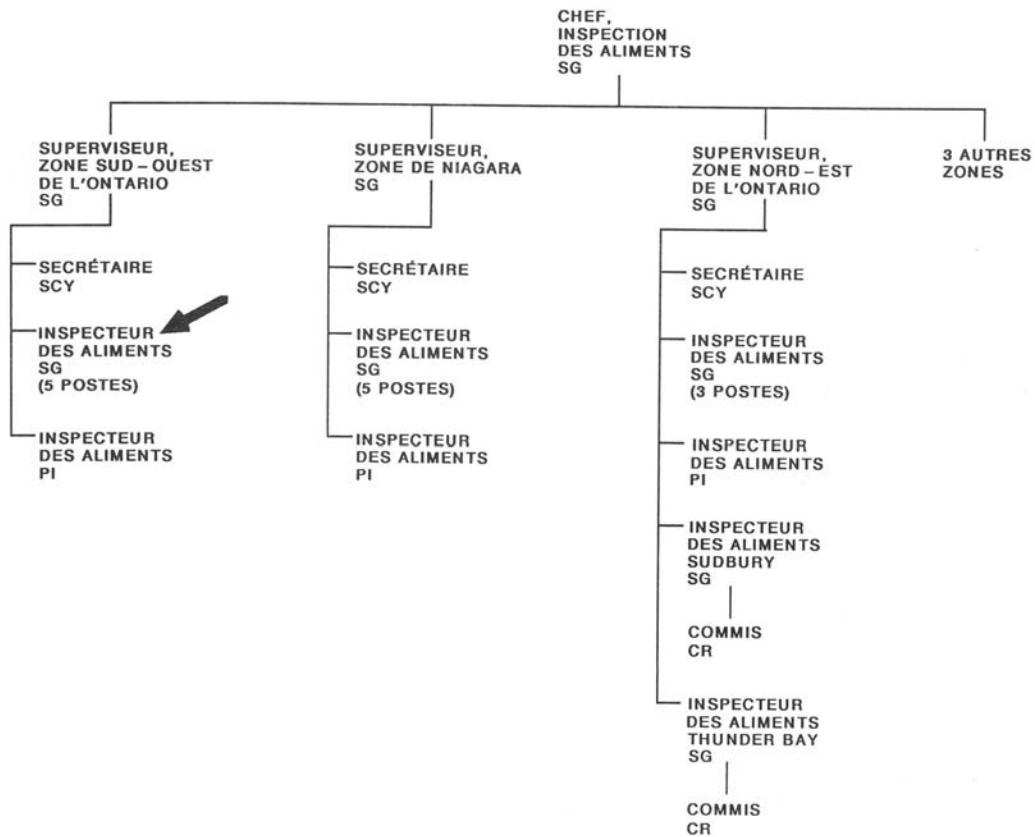 CHEF,
INSPECTION
DES ALIMENTS
SG
SUPERVISEUR,
ZONE SUD – OUEST
DE L'ONTARIO
SG
SECRÉTAIRE
SCY
INSPECTEUR
DES ALIMENTS
SG
(5 POSTES)
INSPECTEUR
DES ALIMENTS
PI
SUPERVISEUR,
ZONE DE NIAGARA
SG
SECRÉTAIRE
SCY
INSPECTEUR
DES ALIMENTS
SG
(5 POSTES)
INSPECTEUR
DES ALIMENTS
PI
SUPERVISEUR,
ZONE NORD – EST
DE L'ONTARIO
SG
SECRÉTAIRE
SCY
INSPECTEUR
DES ALIMENTS
SG
(3 POSTES)
INSPECTEUR
DES ALIMENTS
PI
INSPECTEUR
DES ALIMENTS
SUDBURY
SG
COMMIS
CR
INSPECTEUR
DES ALIMENTS
THUNDER BAY
SG
COMMIS
CR
3 AUTRES
ZONES